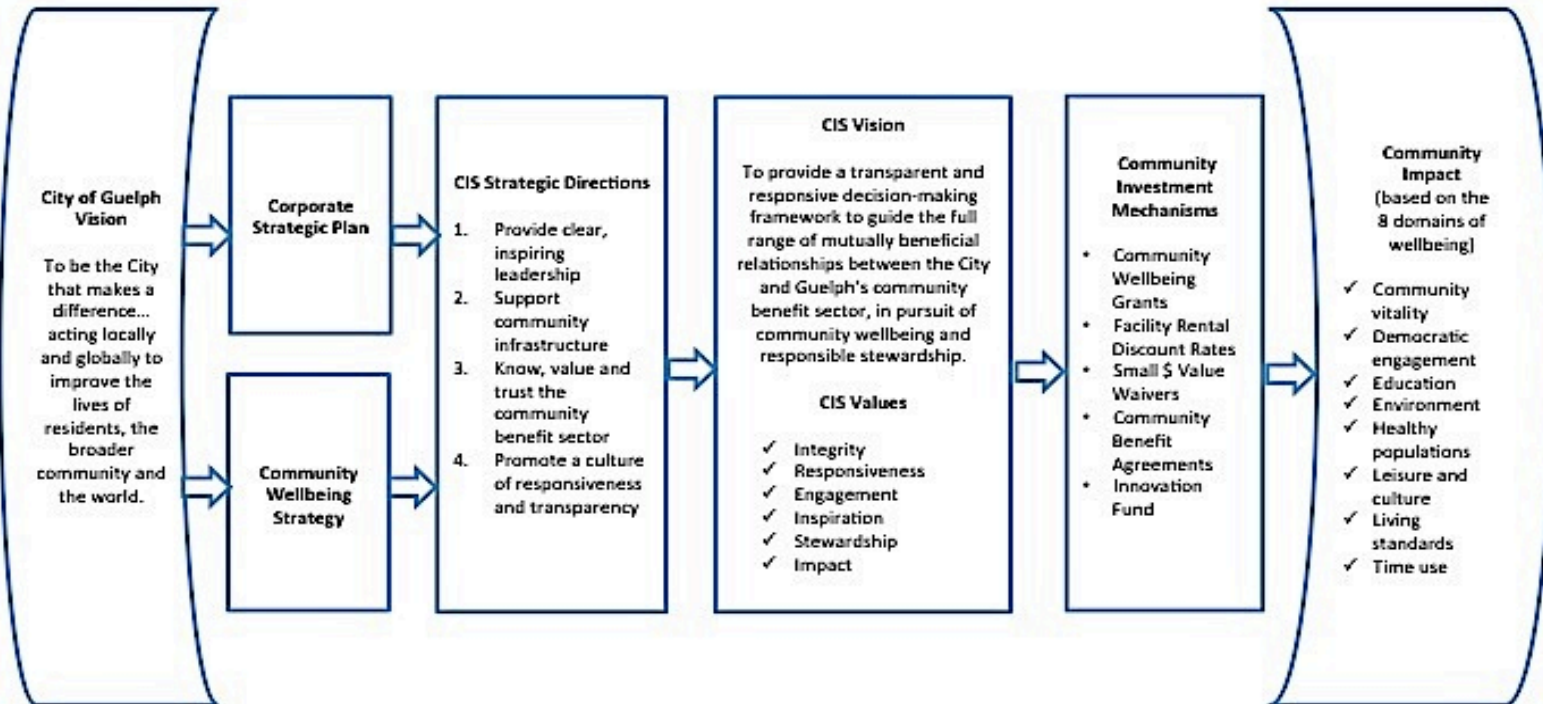 City of Guelph
Vision
To be the City
that makes a
difference...
acting locally
and globally to
improve the
lives of
residents, the
broader
community and
the world.
Corporate
Strategic Plan
Community
Wellbeing
Strategy
CIS Strategic Directions
1. Provide clear,
inspiring
leadership
2. Support
community
infrastructure
3. Know, value and
trust the
community
benefit sector
4. Promote a culture
of responsiveness
and transparency
CIS Vision
To provide a transparent and
responsive decision-making
framework to guide the full
range of mutually beneficial
relationships between the City
and Guelph's community
benefit sector, in pursuit of
community wellbeing and
responsible stewardship.
CIS Values
✓ Integrity
✓ Responsiveness
✓ Engagement
✓ Inspiration
✓ Stewardship
✓ Impact
Community
Investment
Mechanisms
• Community
Wellbeing
Grants
• Facility Rental
Discount Rates
• Small $ Value
Waivers
• Community
Benefit
Agreements
• Innovation
Fund
Community
Impact
(based on the
8 domains of
wellbeing)
✓ Community
vitality
✓ Democratic
engagement
✓ Education
✓ Environment
✓ Healthy
populations
✓ Leisure and
culture
✓ Living
standards
✓ Time use